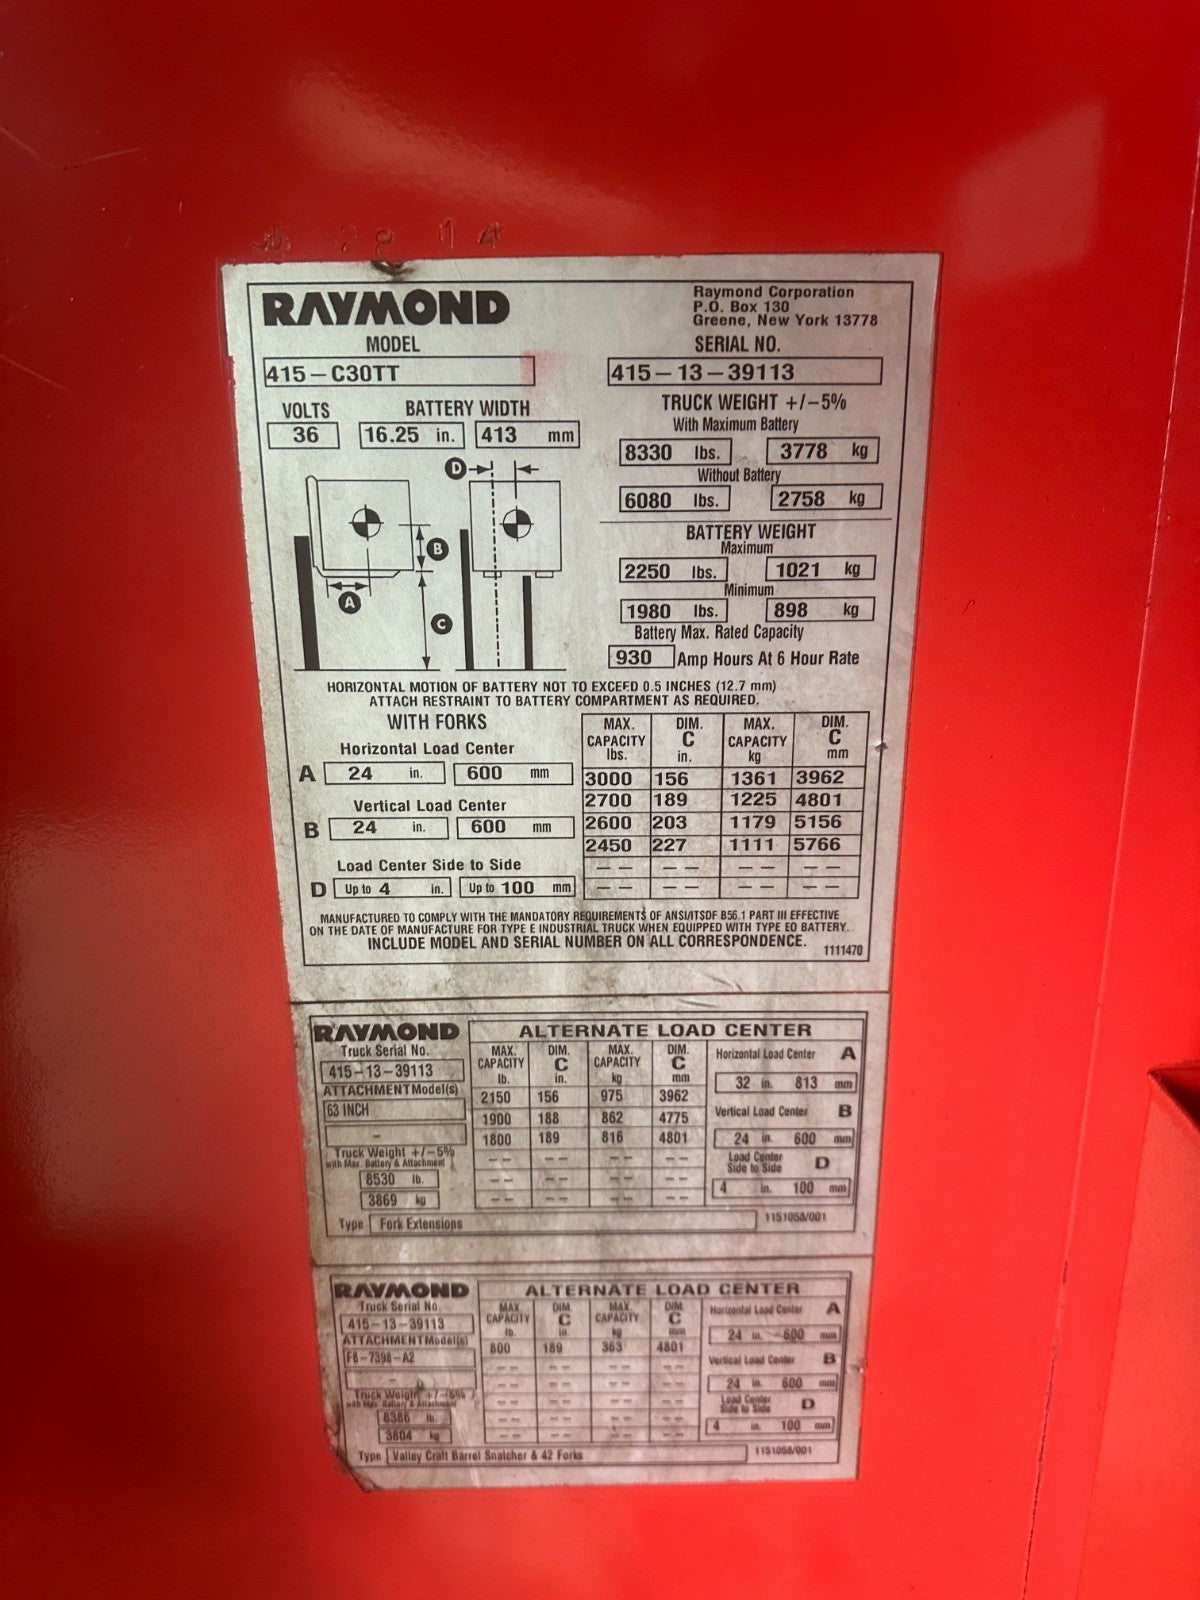 RAYMOND
Raymond Corporation
P.O. Box 130
Greene, New York 13778
MODEL
415-C30TT
SERIAL NO.
415-13-39113
VOLTS
36
BATTERY WIDTH
16.25 in. 413 mm
TRUCK WEIGHT +/-5%
With Maximum Battery
8330 lbs. 3778 kg
Without Battery
6080 lbs. 2758 kg
BATTERY WEIGHT
Maximum
2250 lbs. 1021 kg
Minimum
1980 lbs. 898 kg
Battery Max. Rated Capacity
930 Amp Hours At 6 Hour Rate
D
B
A
C
HORIZONTAL MOTION OF BATTERY NOT TO EXCEED 0.5 INCHES (12.7 mm)
ATTACH RESTRAINT TO BATTERY COMPARTMENT AS REQUIRED.
WITH FORKS
Horizontal Load Center
A 24 in. 600 mm
Vertical Load Center
B 24 in. 600 mm
Load Center Side to Side
D Up to 4 in. Up to 100 mm
MAX. CAPACITY lbs. DIM. C in. MAX. CAPACITY kg DIM. C mm
3000 156 1361 3962
2700 189 1225 4801
2600 203 1179 5156
2450 227 1111 5766
-- -- -- --
-- -- -- --
MANUFACTURED TO COMPLY WITH THE MANDATORY REQUIREMENTS OF ANSI/ITSDF B56.1 PART III EFFECTIVE
ON THE DATE OF MANUFACTURE FOR TYPE E INDUSTRIAL TRUCK WHEN EQUIPPED WITH TYPE EO BATTERY.
INCLUDE MODEL AND SERIAL NUMBER ON ALL CORRESPONDENCE.
1111470
RAYMOND
Truck Serial No.
415-13-39113
ATTACHMENT Model(s)
63 INCH
-
Truck Weight +/-5%
with Max. Battery & Attachment
8530 lb.
3869 kg
ALTERNATE LOAD CENTER
MAX. CAPACITY lb. DIM. C in. MAX. CAPACITY kg DIM. C mm
2150 156 975 3962
1900 188 862 4775
1800 189 816 4801
-- -- -- --
-- -- -- --
-- -- -- --
Horizontal Load Center A
32 in. 813 mm
Vertical Load Center B
24 in. 600 mm
Load Center Side to Side D
4 in. 100 mm
Type Fork Extensions
1151058/001
RAYMOND
Truck Serial No.
415-13-39113
ATTACHMENT Model(s)
F6-7398-A2
-
Truck Weight +/-5%
with Max. Battery & Attachment
8386 lb.
3804 kg
ALTERNATE LOAD CENTER
MAX. CAPACITY lb. DIM. C in. MAX. CAPACITY kg DIM. C mm
800 189 363 4801
-- -- -- --
-- -- -- --
-- -- -- --
-- -- -- --
-- -- -- --
Horizontal Load Center A
24 in. 600 mm
Vertical Load Center B
24 in. 600 mm
Load Center Side to Side D
4 in. 100 mm
Type Valley Craft Barrel Snatcher & 42 Forks
1151058/001